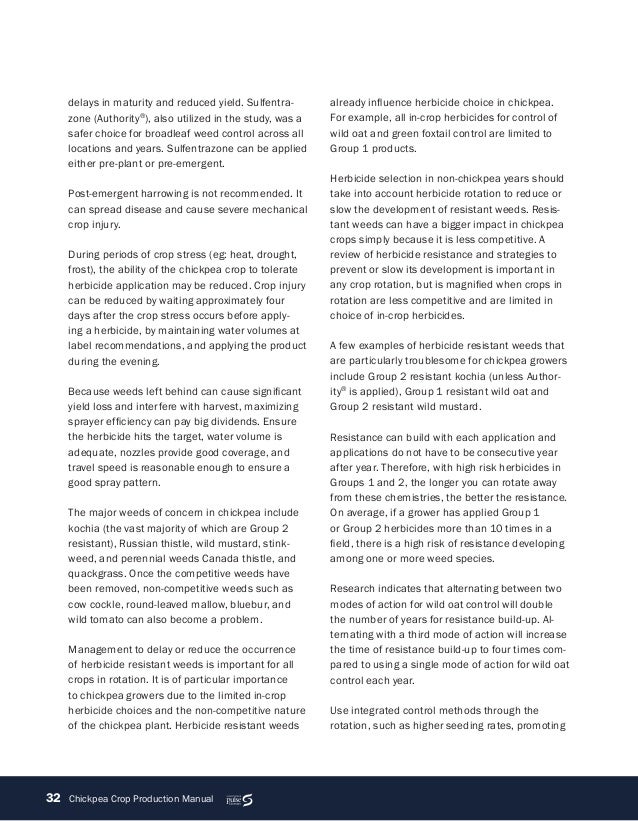 delays in maturity and reduced yield. Sulfentra-
zone (Authority®), also utilized in the study, was a
safer choice for broadleaf weed control across all
locations and years. Sulfentrazone can be applied
either pre-plant or pre-emergent.
Post-emergent harrowing is not recommended. It
can spread disease and cause severe mechanical
crop injury.
During periods of crop stress (eg: heat, drought,
frost), the ability of the chickpea crop to tolerate
herbicide application may be reduced. Crop injury
can be reduced by waiting approximately four
days after the crop stress occurs before apply-
ing a herbicide, by maintaining water volumes at
label recommendations, and applying the product
during the evening.
Because weeds left behind can cause significant
yield loss and interfere with harvest, maximizing
sprayer efficiency can pay big dividends. Ensure
the herbicide hits the target, water volume is
adequate, nozzles provide good coverage, and
travel speed is reasonable enough to ensure a
good spray pattern.
The major weeds of concern in chickpea include
kochia (the vast majority of which are Group 2
resistant), Russian thistle, wild mustard, stink-
weed, and perennial weeds Canada thistle, and
quackgrass. Once the competitive weeds have
been removed, non-competitive weeds such as
cow cockle, round-leaved mallow, bluebur, and
wild tomato can also become a problem.
Management to delay or reduce the occurrence
of herbicide resistant weeds is important for all
crops in rotation. It is of particular importance
to chickpea growers due to the limited in-crop
herbicide choices and the non-competitive nature
of the chickpea plant. Herbicide resistant weeds
already influence herbicide choice in chickpea.
For example, all in-crop herbicides for control of
wild oat and green foxtail control are limited to
Group 1 products.
Herbicide selection in non-chickpea years should
take into account herbicide rotation to reduce or
slow the development of resistant weeds. Resis-
tant weeds can have a bigger impact in chickpea
crops simply because it is less competitive. A
review of herbicide resistance and strategies to
prevent or slow its development is important in
any crop rotation, but is magnified when crops in
rotation are less competitive and are limited in
choice of in-crop herbicides.
A few examples of herbicide resistant weeds that
are particularly troublesome for chickpea growers
include Group 2 resistant kochia (unless Author-
ity® is applied), Group 1 resistant wild oat and
Group 2 resistant wild mustard.
Resistance can build with each application and
applications do not have to be consecutive year
after year. Therefore, with high risk herbicides in
Groups 1 and 2, the longer you can rotate away
from these chemistries, the better the resistance.
On average, if a grower has applied Group 1
or Group 2 herbicides more than 10 times in a
field, there is a high risk of resistance developing
among one or more weed species.
Research indicates that alternating between two
modes of action for wild oat control will double
the number of years for resistance build-up. Al-
ternating with a third mode of action will increase
the time of resistance build-up to four times com-
pared to using a single mode of action for wild oat
control each year.
Use integrated control methods through the
rotation, such as higher seeding rates, promoting
32 Chickpea Crop Production Manual
pulse